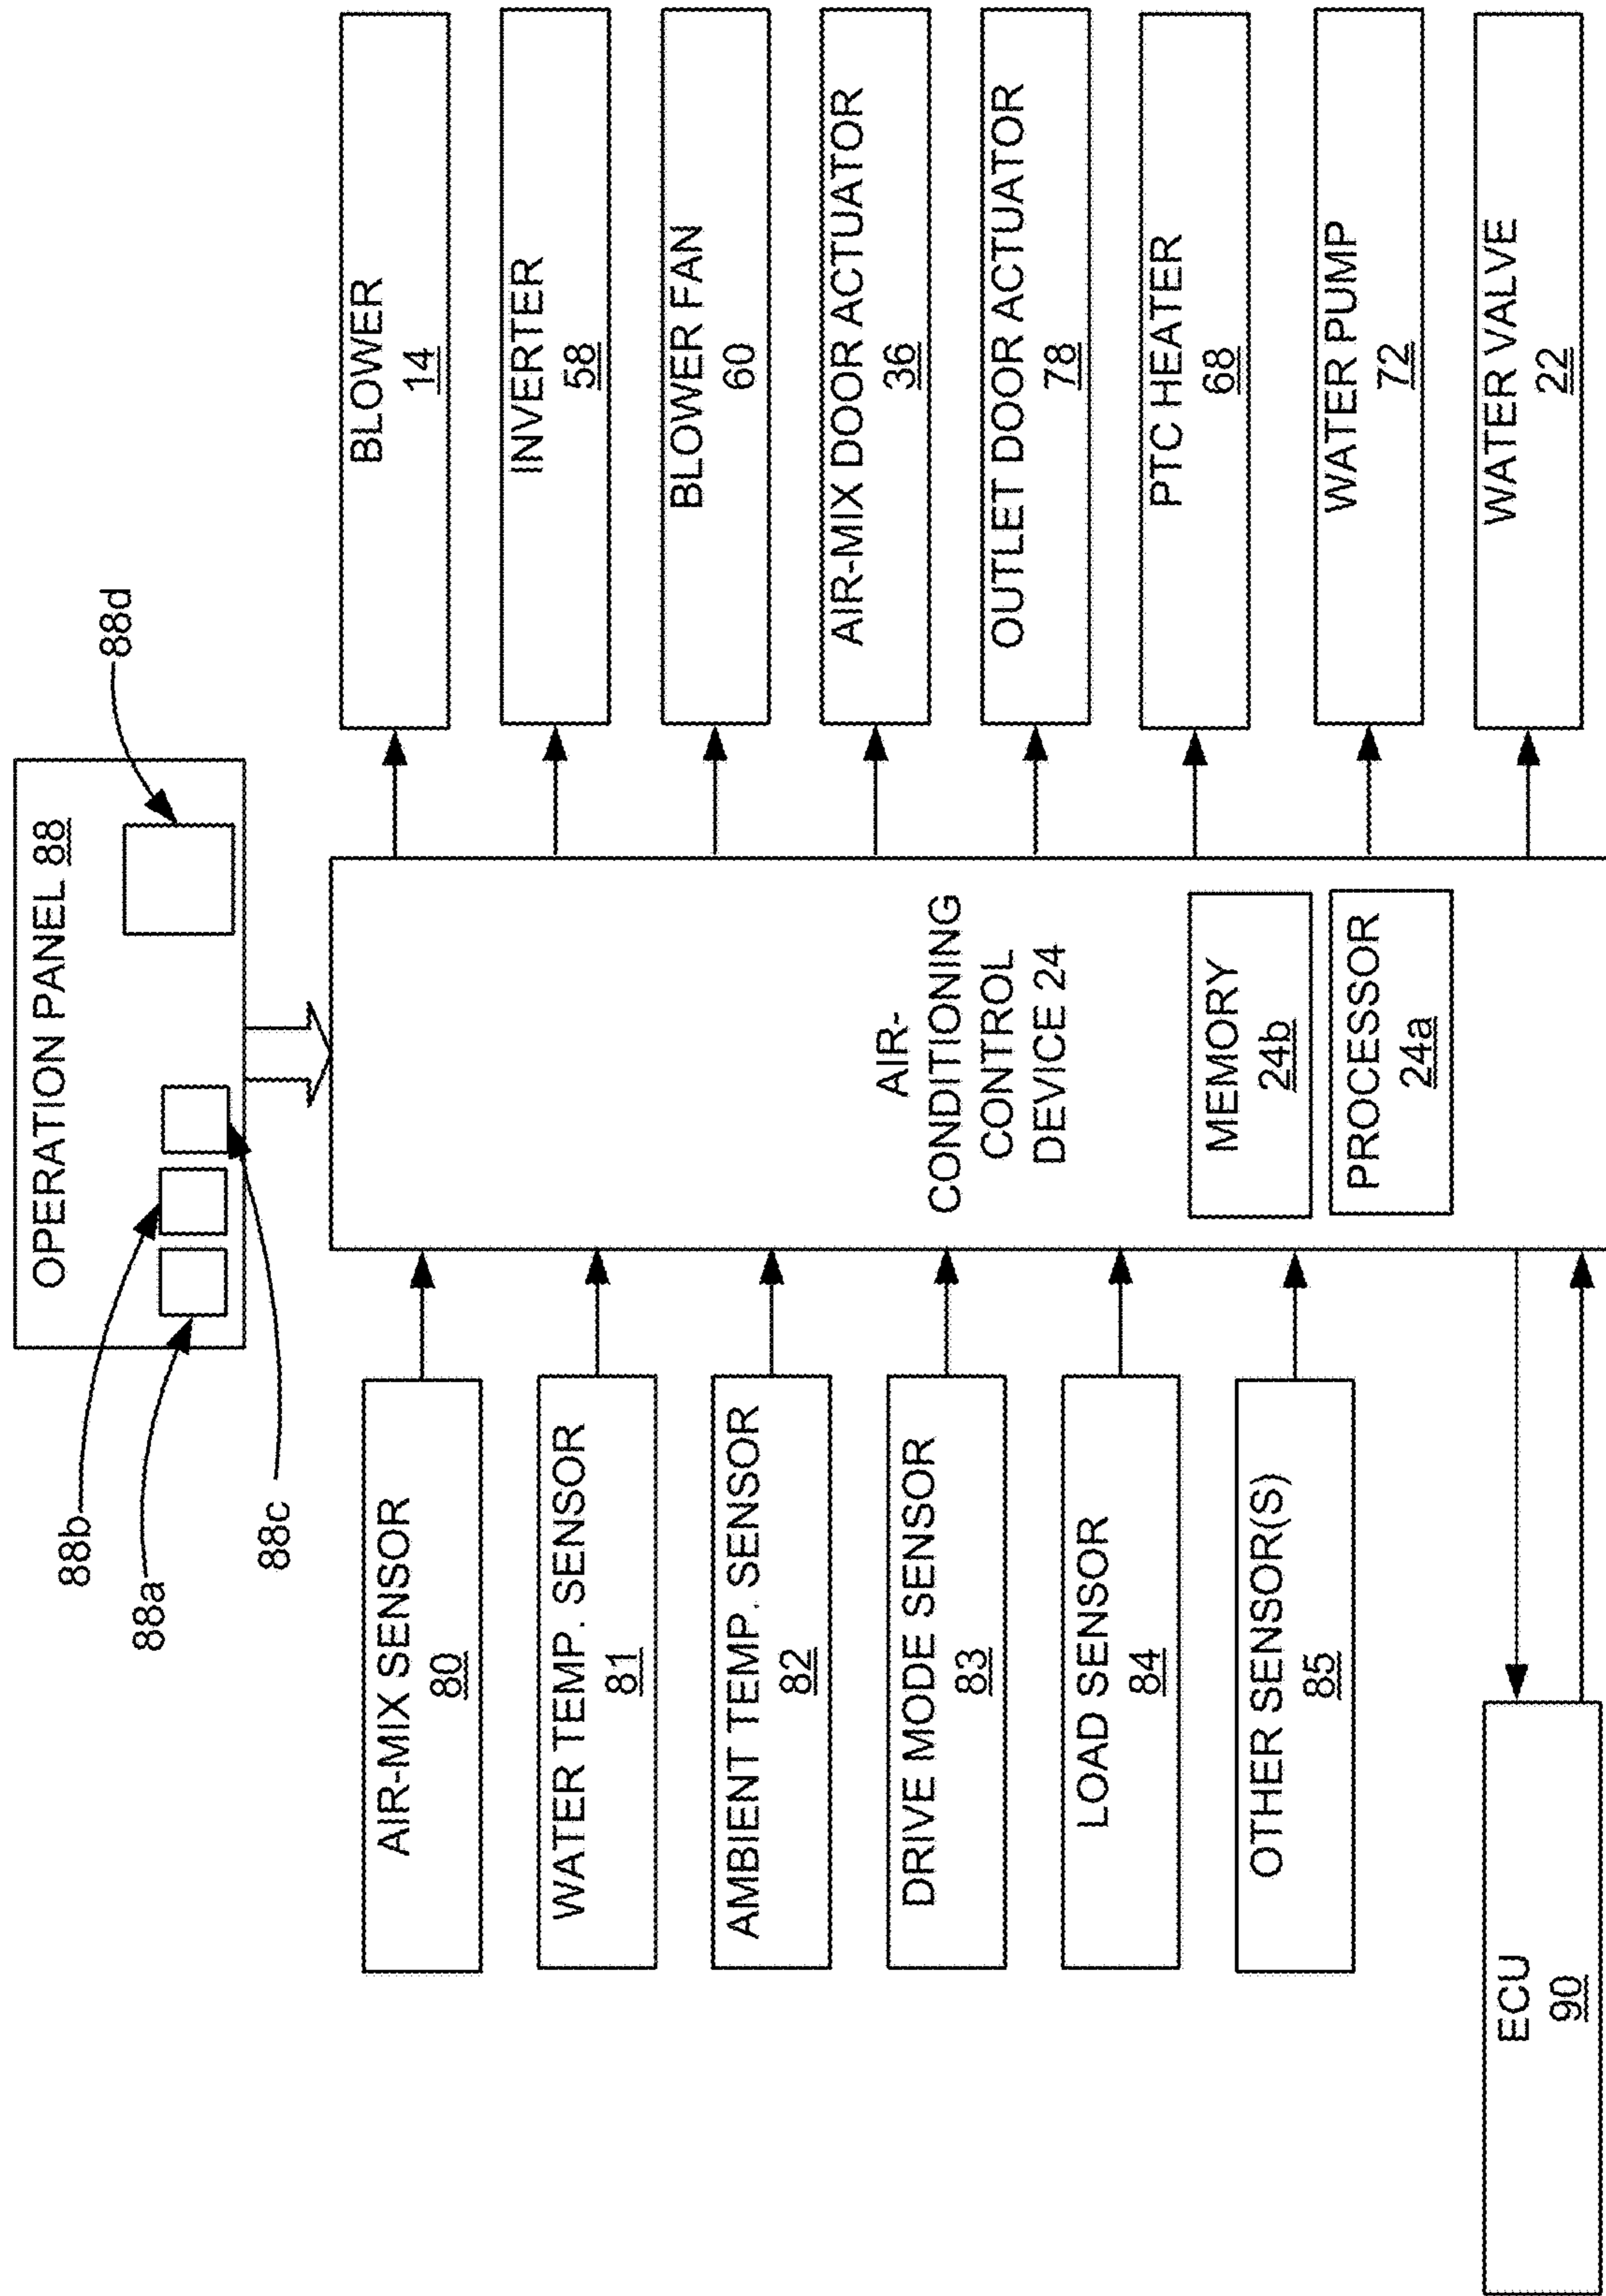 OPERATION PANEL 88
88b
88a
88c
88d
AIR-MIX SENSOR
80
WATER TEMP. SENSOR
81
AMBIENT TEMP. SENSOR
82
DRIVE MODE SENSOR
83
LOAD SENSOR
84
OTHER SENSOR(S)
85
ECU
90
AIR-
CONDITIONING
CONTROL
DEVICE 24
MEMORY
24b
PROCESSOR
24a
BLOWER
14
INVERTER
58
BLOWER FAN
60
AIR-MIX DOOR ACTUATOR
36
OUTLET DOOR ACTUATOR
78
PTC HEATER
68
WATER PUMP
72
WATER VALVE
22